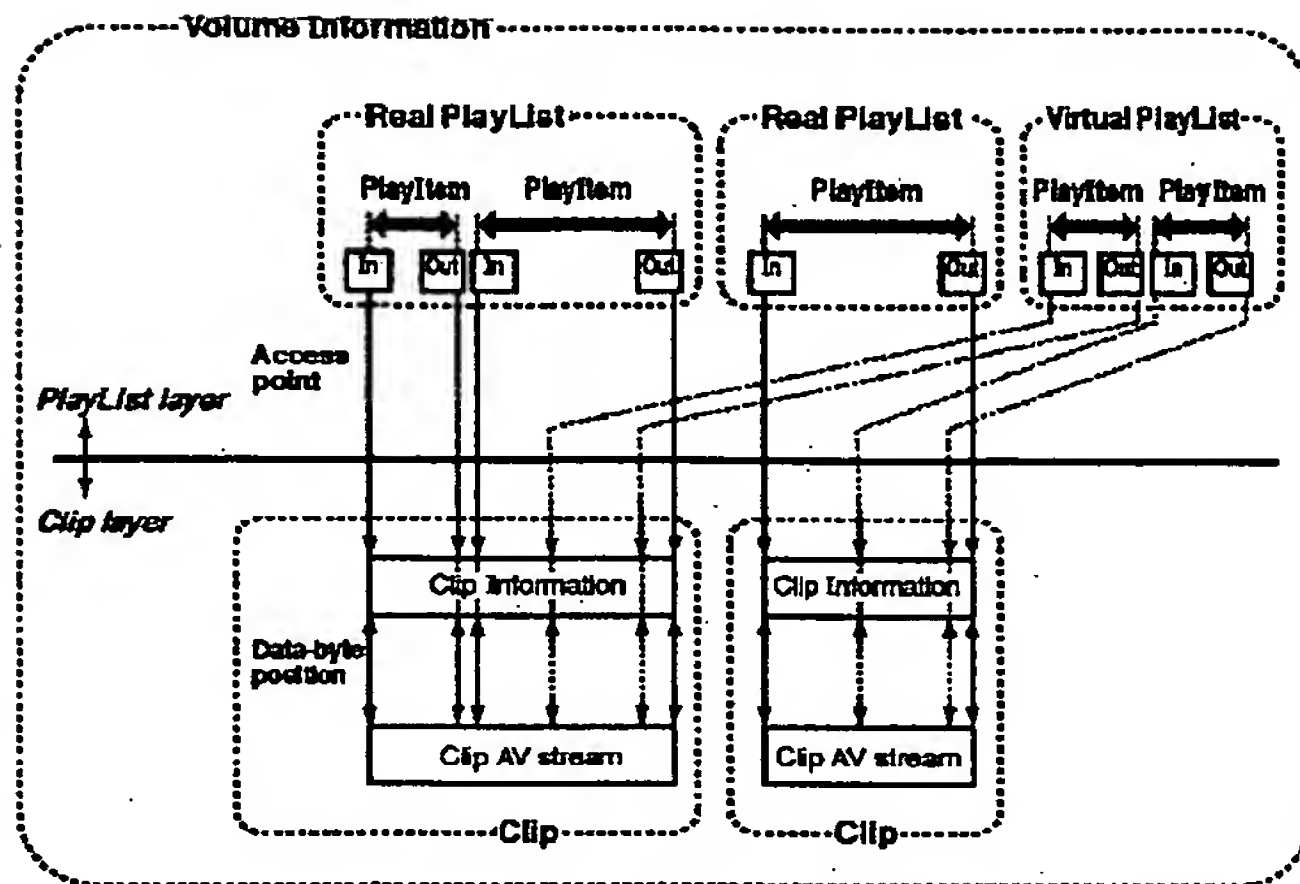 Volume Information
Real PlayList
Real PlayList
Virtual PlayList
PlayItem
PlayItem
PlayItem
PlayItem
PlayItem
In
Out
In
Out
In
Out
In
Out
In
Out
Access
point
PlayList layer
Clip layer
Clip Information
Clip Information
Data-byte
position
Clip AV stream
Clip AV stream
Clip
Clip